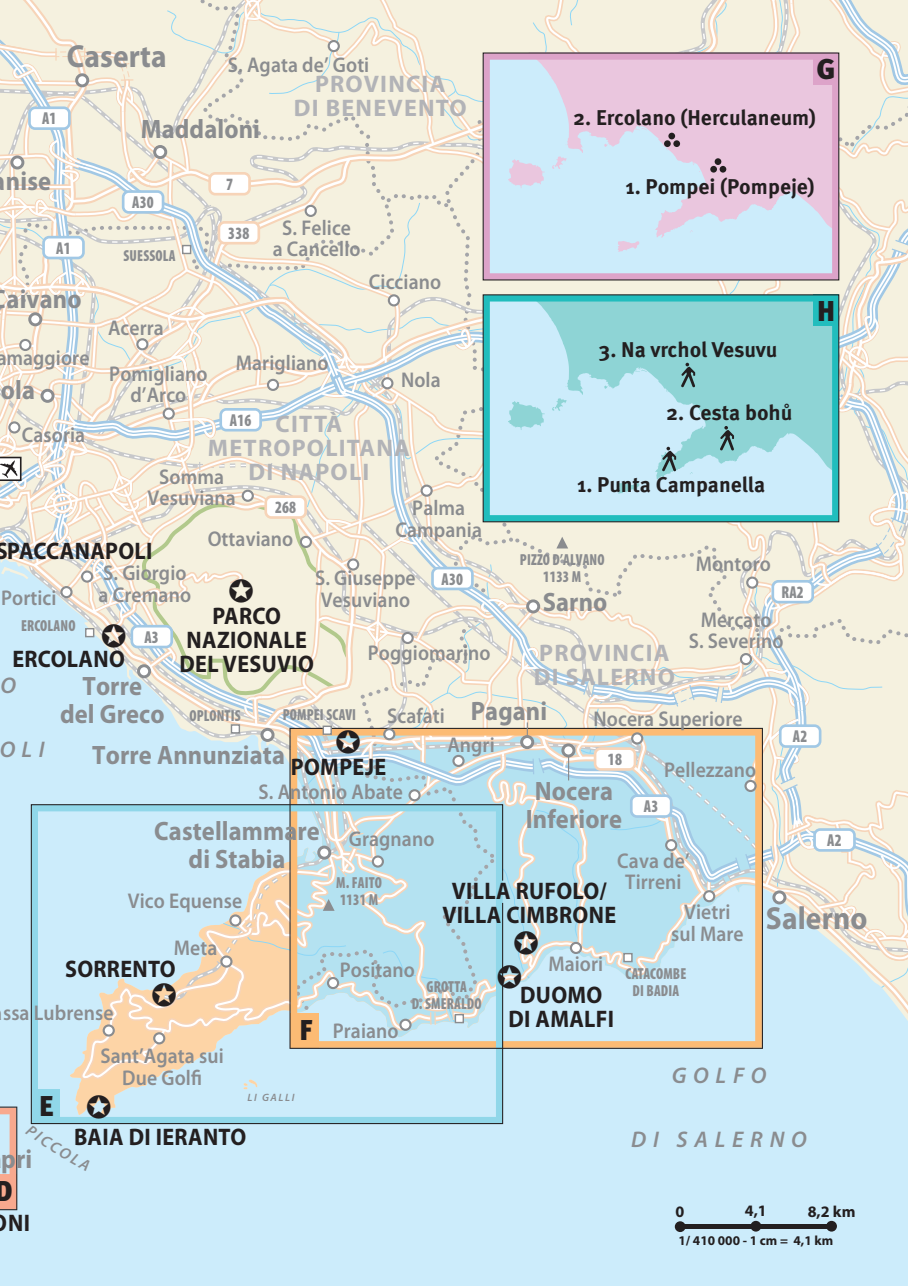 Caserta
S. Agata de' Goti
PROVINCIA
DI BENEVENTO
A1
Maddaloni
A30
7
338
S. Felice
a Cancello
SUESSOLA
A1
Cicciano
Acerra
Pomigliano
d'Arco
Marigliano
Nola
A16
Casoria
CITTÀ
METROPOLITANA
DI NAPOLI
Somma
Vesuviana
268
Palma
Campania
Ottaviano
SPACCANAPOLI
S. Giorgio
a Cremano
Portici
ERCOLANO
ERCOLANO
A3
PARCO
NAZIONALE
DEL VESUVIO
S. Giuseppe
Vesuviano
A30
PIZZO D'ALVANO
1133 M
Montoro
RA2
Sarno
Mercato
S. Severino
Poggiomarino
PROVINCIA
DI SALERNO
Torre
del Greco
OPLONTIS
POMPEI SCAVI
Scafati
Pagani
Nocera Superiore
A2
Torre Annunziata
POMPEJE
Angri
18
Pellezzano
S. Antonio Abate
Nocera
Inferiore
A3
A2
Castellammare
di Stabia
Gragnano
Cava de'
Tirreni
M. FAITO
1131 M
VILLA RUFOLO/
VILLA CIMBRONE
Vico Equense
Vietri
sul Mare
Salerno
Meta
SORRENTO
Positano
Maiori
CATACOMBE
DI BADIA
GROTTA
D. SMERALDO
DUOMO
DI AMALFI
Praiano
F
Sant'Agata sui
Due Golfi
LI GALLI
E
BAIA DI IERANTO
PICCOLA
D
GOLFO
DI SALERNO
0 4,1 8,2 km
1/ 410 000 - 1 cm = 4,1 km
G
2. Ercolano (Herculaneum)
1. Pompei (Pompeje)
H
3. Na vrchol Vesuvu
2. Cesta bohů
1. Punta Campanella